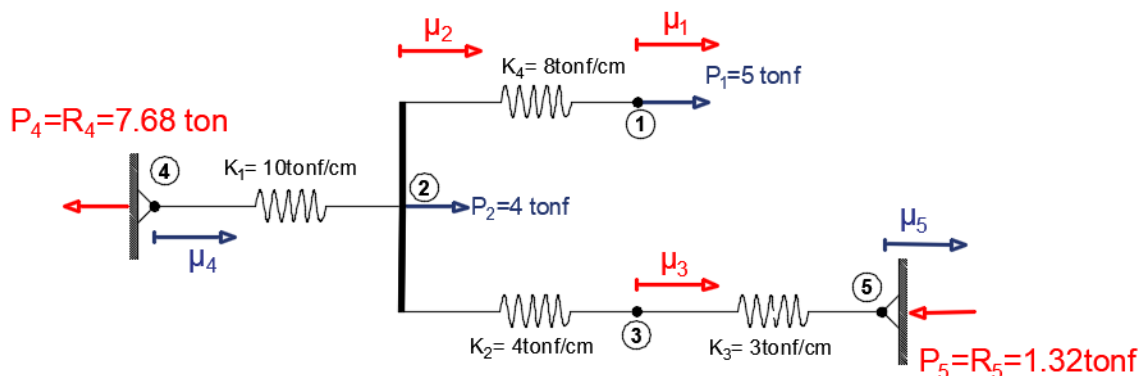 μ₂
μ₁
K₄= 8tonf/cm
P₁=5 tonf
P₄=R₄=7.68 ton
1
4
K₁= 10tonf/cm
2
P₂=4 tonf
μ₄
μ₅
μ₃
5
3
K₂= 4tonf/cm
K₃= 3tonf/cm
P₅=R₅=1.32tonf